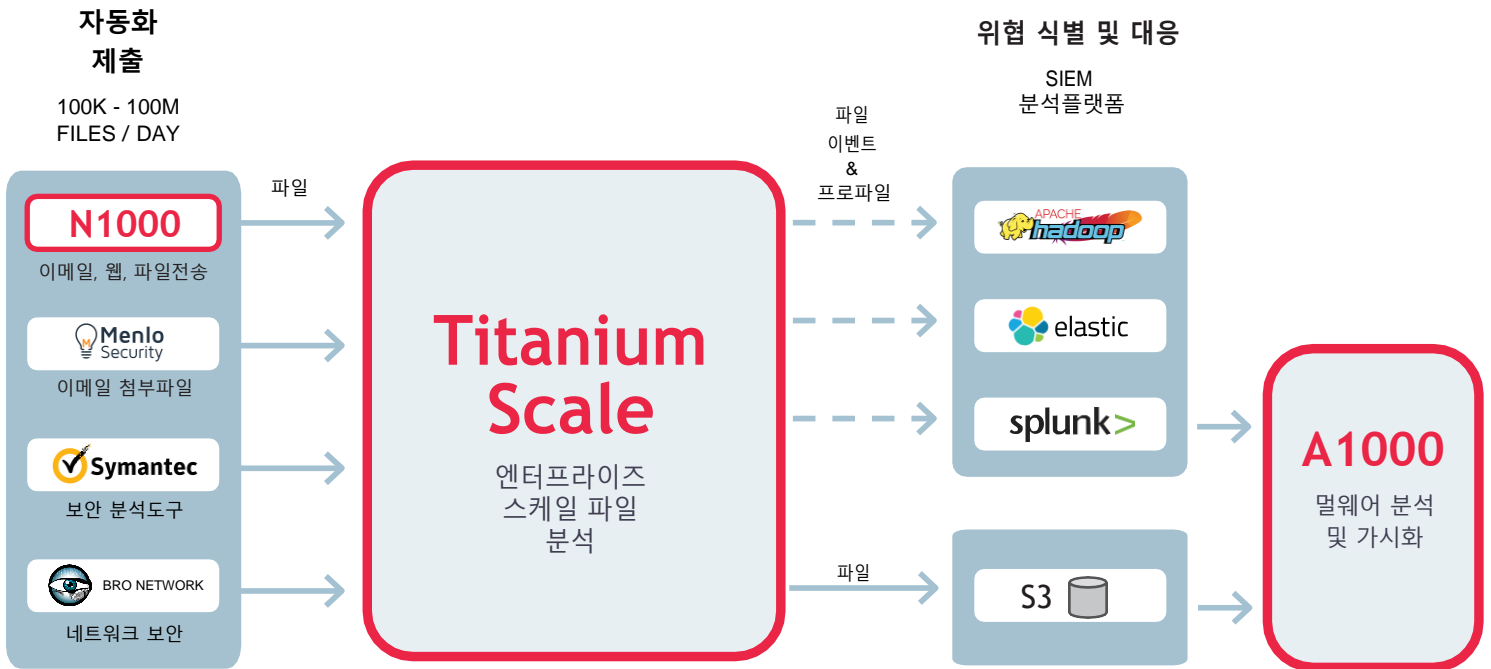 자동화
제출
100K - 100M
FILES / DAY
N1000
이메일, 웹, 파일전송
Menlo
Security
이메일 첨부파일
Symantec
보안 분석도구
BRO NETWORK
네트워크 보안
파일
Titanium
Scale
엔터프라이즈
스케일 파일
분석
파일
이벤트
&
프로파일
파일
위협 식별 및 대응
SIEM
분석플랫폼
APACHE
hadoop
elastic
splunk>
S3
A1000
멀웨어 분석
및 가시화